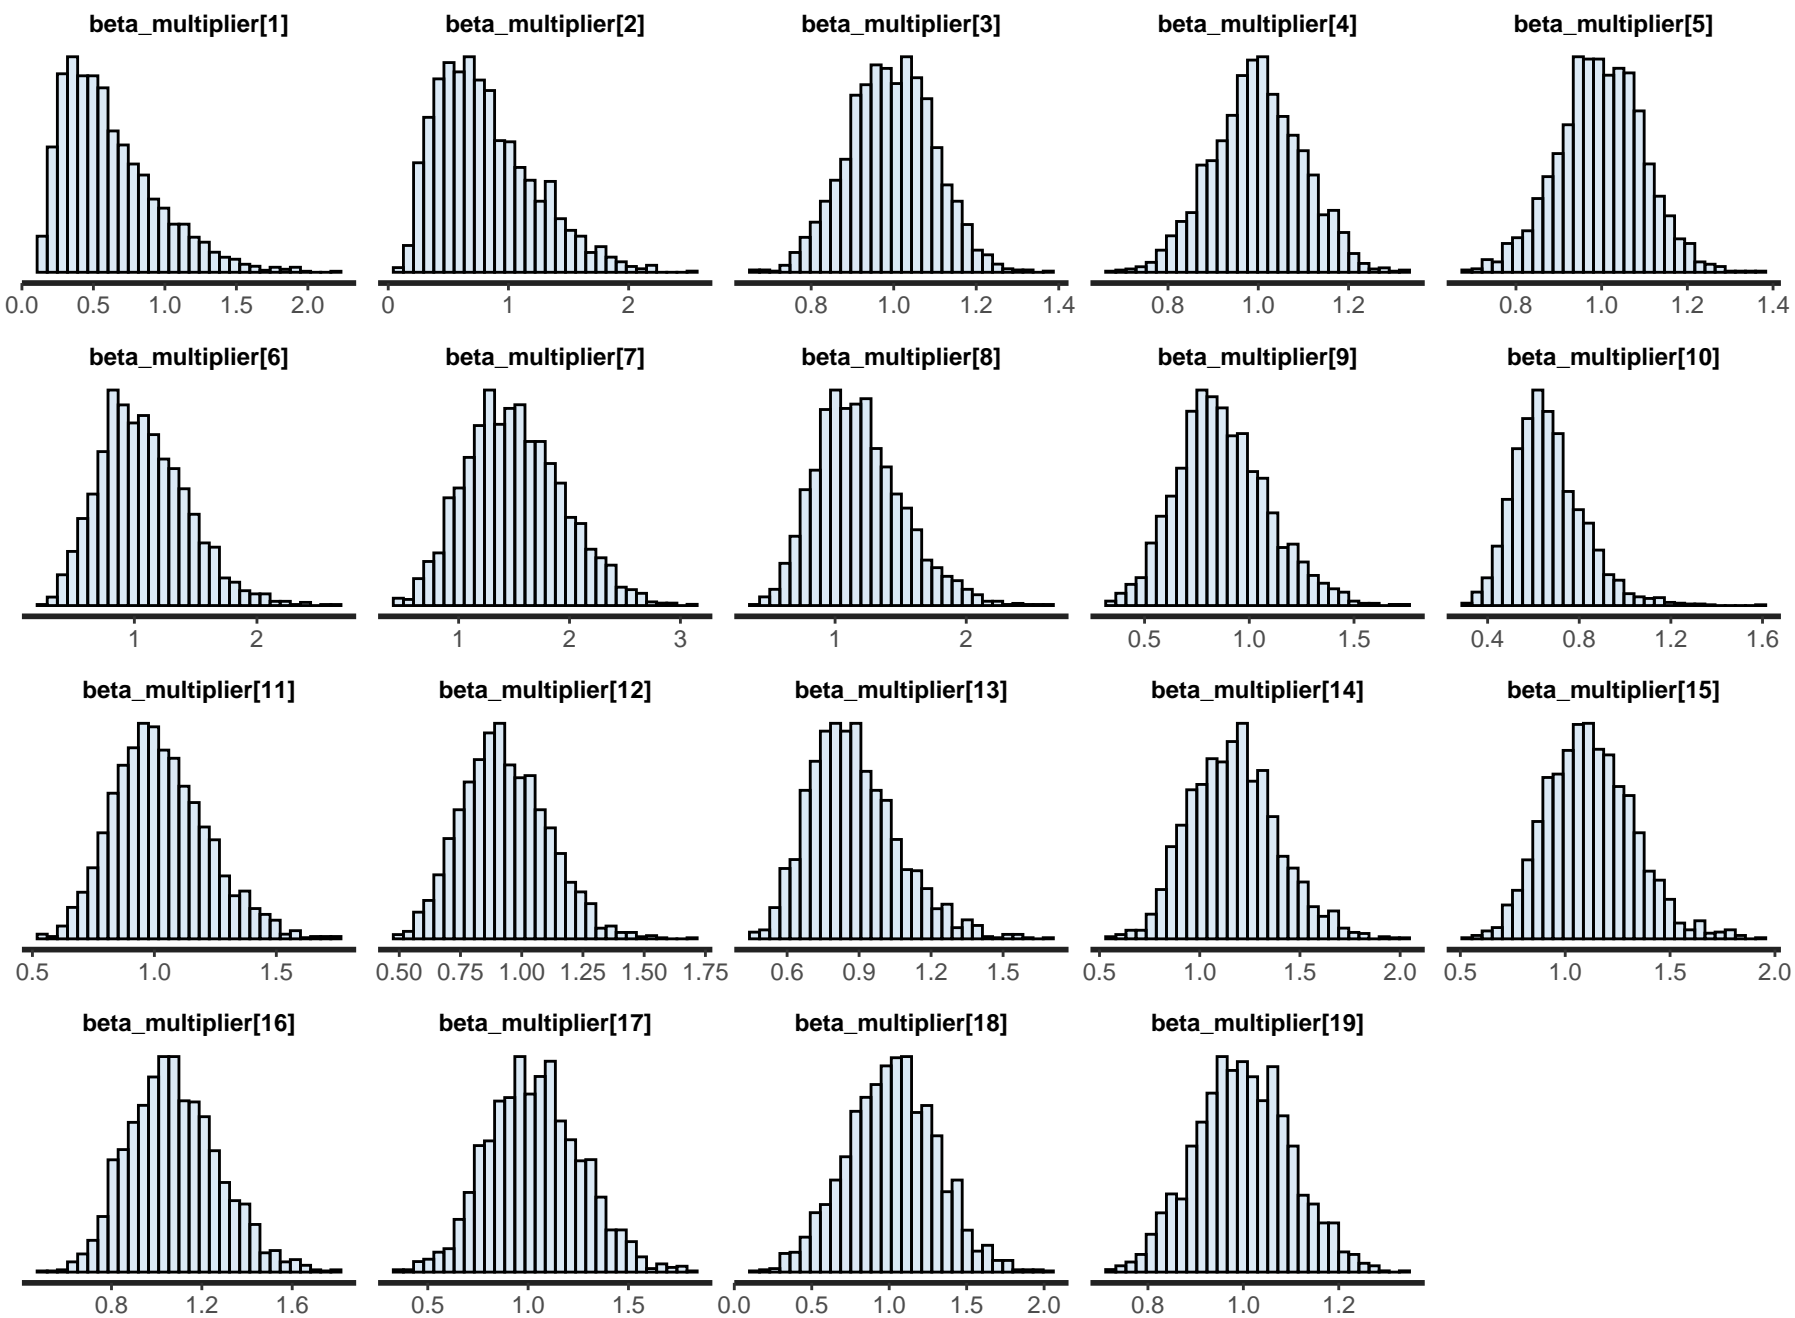 beta_multiplier[1] beta_multiplier[2] beta_multiplier[3] beta_multiplier[4] beta_multiplier[5]
0.0 0.5 1.0 1.5 2.0 0 1 2 0.8 1.0 1.2 1.4 0.8 1.0 1.2 0.8 1.0 1.2 1.4
beta_multiplier[6] beta_multiplier[7] beta_multiplier[8] beta_multiplier[9] beta_multiplier[10]
1 2 1 2 3 1 2 0.5 1.0 1.5 0.4 0.8 1.2 1.6
beta_multiplier[11] beta_multiplier[12] beta_multiplier[13] beta_multiplier[14] beta_multiplier[15]
0.5 1.0 1.5 0.50 0.75 1.00 1.25 1.50 1.75 0.6 0.9 1.2 1.5 0.5 1.0 1.5 2.0 0.5 1.0 1.5 2.0
beta_multiplier[16] beta_multiplier[17] beta_multiplier[18] beta_multiplier[19]
0.8 1.2 1.6 0.5 1.0 1.5 0.0 0.5 1.0 1.5 2.0 0.8 1.0 1.2